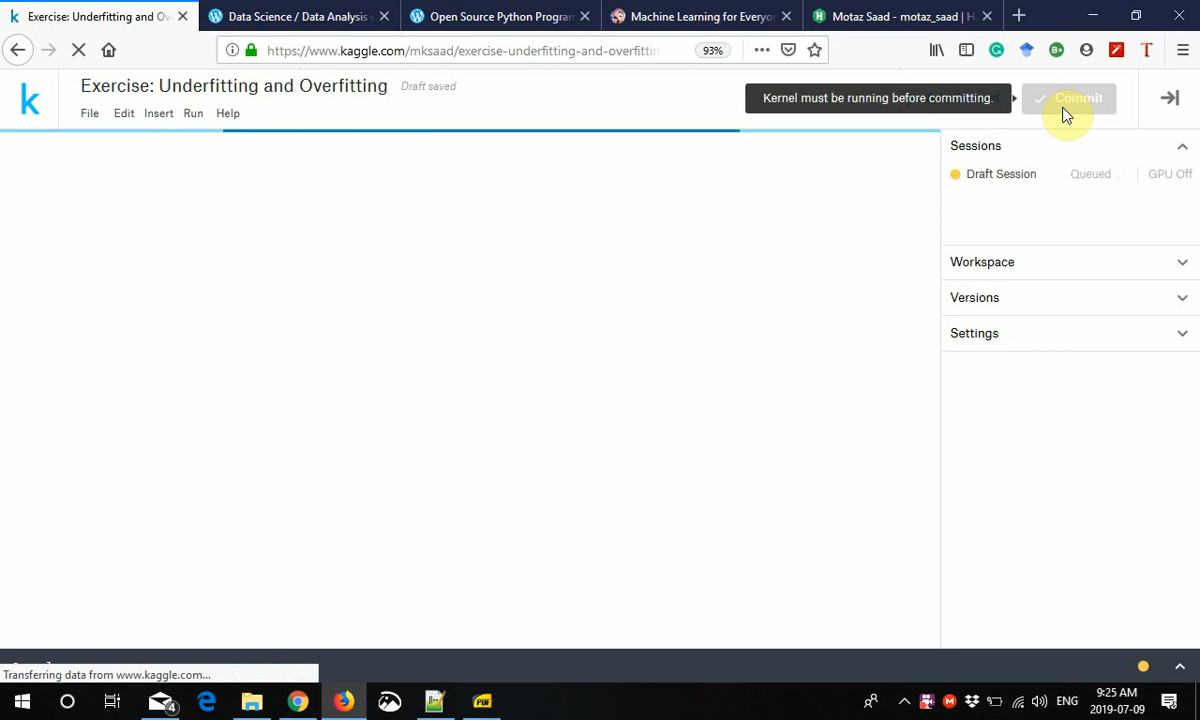 Exercise: Underfitting and Ov
Data Science / Data Analysis
Open Source Python Progra
Machine Learning for Everyo
Motaz Saad - motaz_saad | H
https://www.kaggle.com/mksaad/exercise-underfitting-and-overfittin
93%
k
Exercise: Underfitting and Overfitting
Draft saved
Kernel must be running before committing.
Commit
File Edit Insert Run Help
Sessions
Draft Session Queued . GPU Off
Workspace
Versions
Settings
Transferring data from www.kaggle.com...
4
PDF
ENG
9:25 AM
2019-07-09